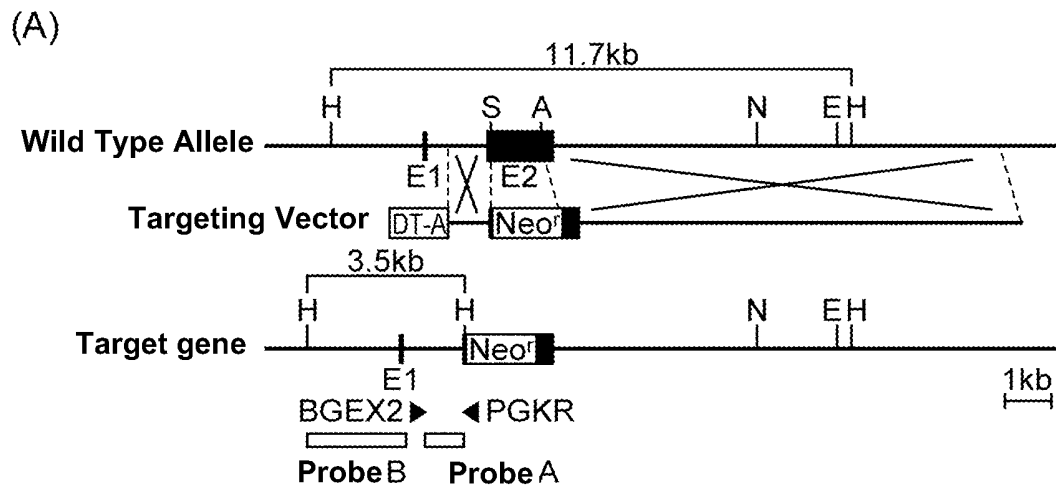 (A)
11.7kb
H S A N E H
Wild Type Allele
E1 E2
Targeting Vector DT-A Neoʳ
3.5kb
H H N E H
Target gene Neoʳ
E1 1kb
BGEX2 PGKR
Probe B Probe A